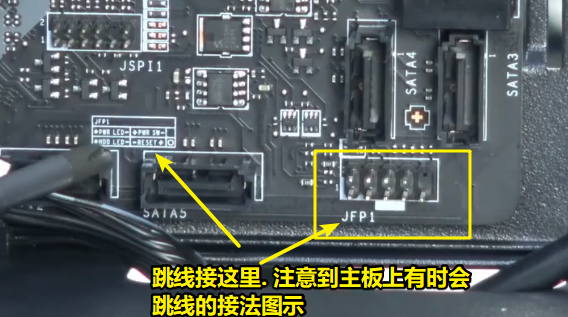 JSPI1
SATA4
SATA3
JFP1
+PWR LED- +PWR SW-
+HDD LED- -RESET+
SATA5
JFP1
跳线接这里. 注意到主板上有时会
跳线的接法图示